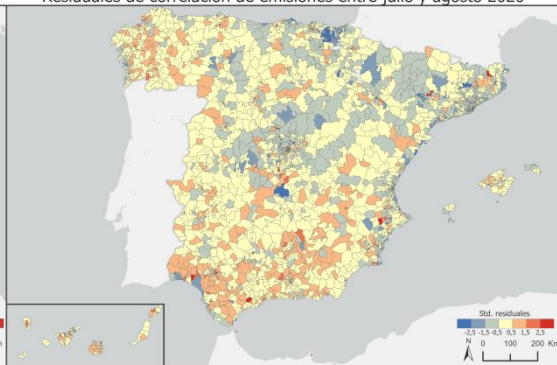 Residuales de correlación de emisiones entre julio y agosto 2020
Std. residuales
-2,5 -1,5 -0,5 0,5 1,5 2,5
N 0 100 200 Km